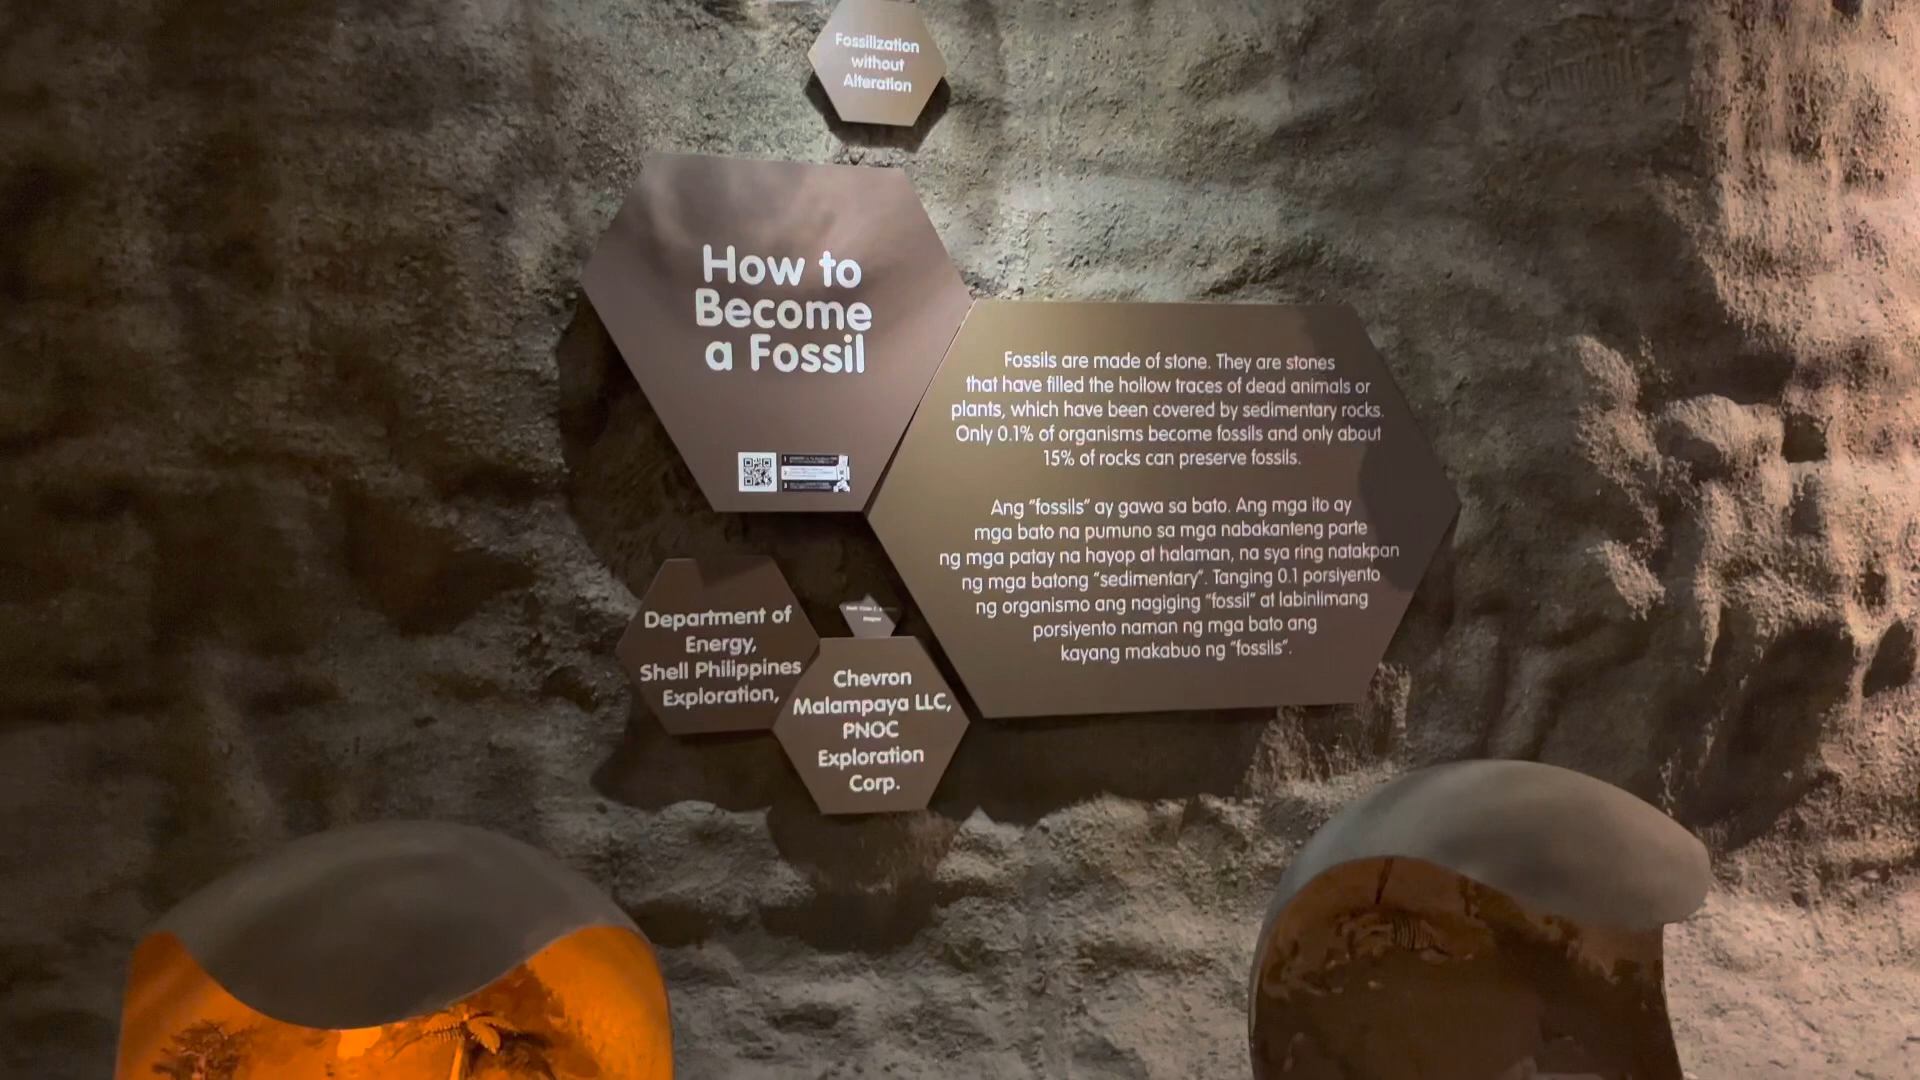 Fossilization
without
Alteration
How to
Become
a Fossil
Fossils are made of stone. They are stones
that have filled the hollow traces of dead animals or
plants, which have been covered by sedimentary rocks.
Only 0.1% of organisms become fossils and only about
15% of rocks can preserve fossils.
Ang “fossils” ay gawa sa bato. Ang mga ito ay
mga bato na pumuno sa mga nabakanteng parte
ng mga patay na hayop at halaman, na sya ring natakpan
ng mga batong “sedimentary”. Tanging 0.1 porsiyento
ng organismo ang nagiging “fossil” at labinlimang
porsiyento naman ng mga bato ang
kayang makabuo ng “fossils”.
Department of
Energy,
Shell Philippines
Exploration,
Chevron
Malampaya LLC,
PNOC
Exploration
Corp.